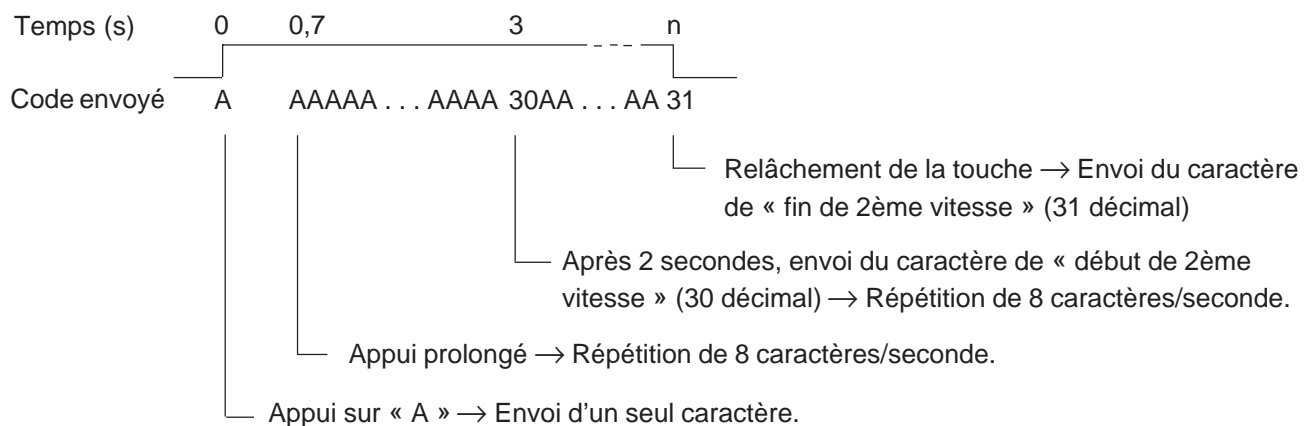 Temps (s) 0 0,7 3 n
Code envoyé A AAAAA . . . AAAA 30AA . . . AA 31
Relâchement de la touche → Envoi du caractère
de « fin de 2ème vitesse » (31 décimal)
Après 2 secondes, envoi du caractère de « début de 2ème
vitesse » (30 décimal) → Répétition de 8 caractères/seconde.
Appui prolongé → Répétition de 8 caractères/seconde.
Appui sur « A » → Envoi d'un seul caractère.